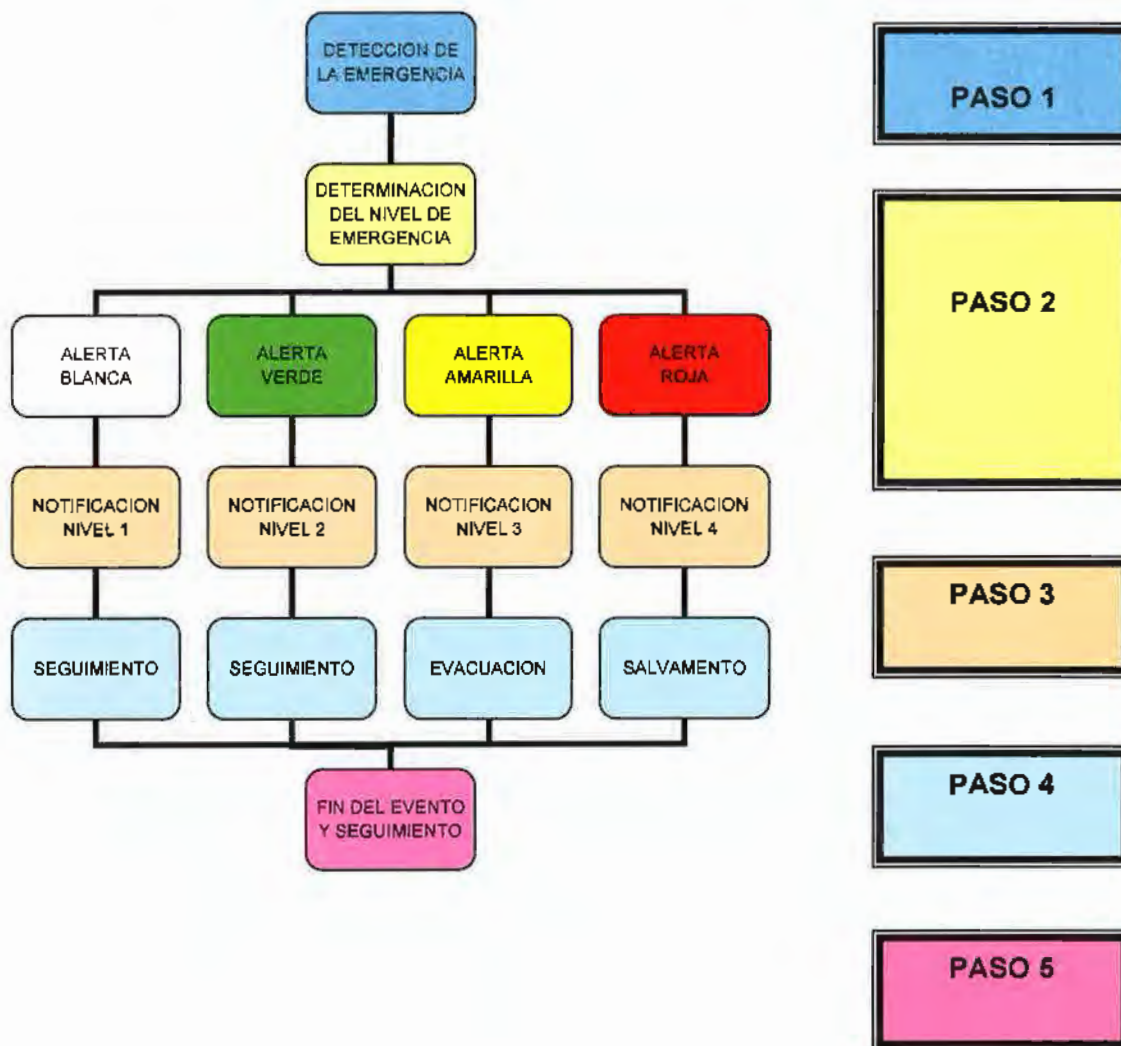 DETECCION DE
LA EMERGENCIA
PASO 1
DETERMINACION
DEL NIVEL DE
EMERGENCIA
PASO 2
ALERTA
BLANCA
ALERTA
VERDE
ALERTA
AMARILLA
ALERTA
ROJA
NOTIFICACION
NIVEL 1
NOTIFICACION
NIVEL 2
NOTIFICACION
NIVEL 3
NOTIFICACION
NIVEL 4
PASO 3
SEGUIMIENTO
SEGUIMIENTO
EVACUACION
SALVAMENTO
PASO 4
FIN DEL EVENTO
Y SEGUIMIENTO
PASO 5